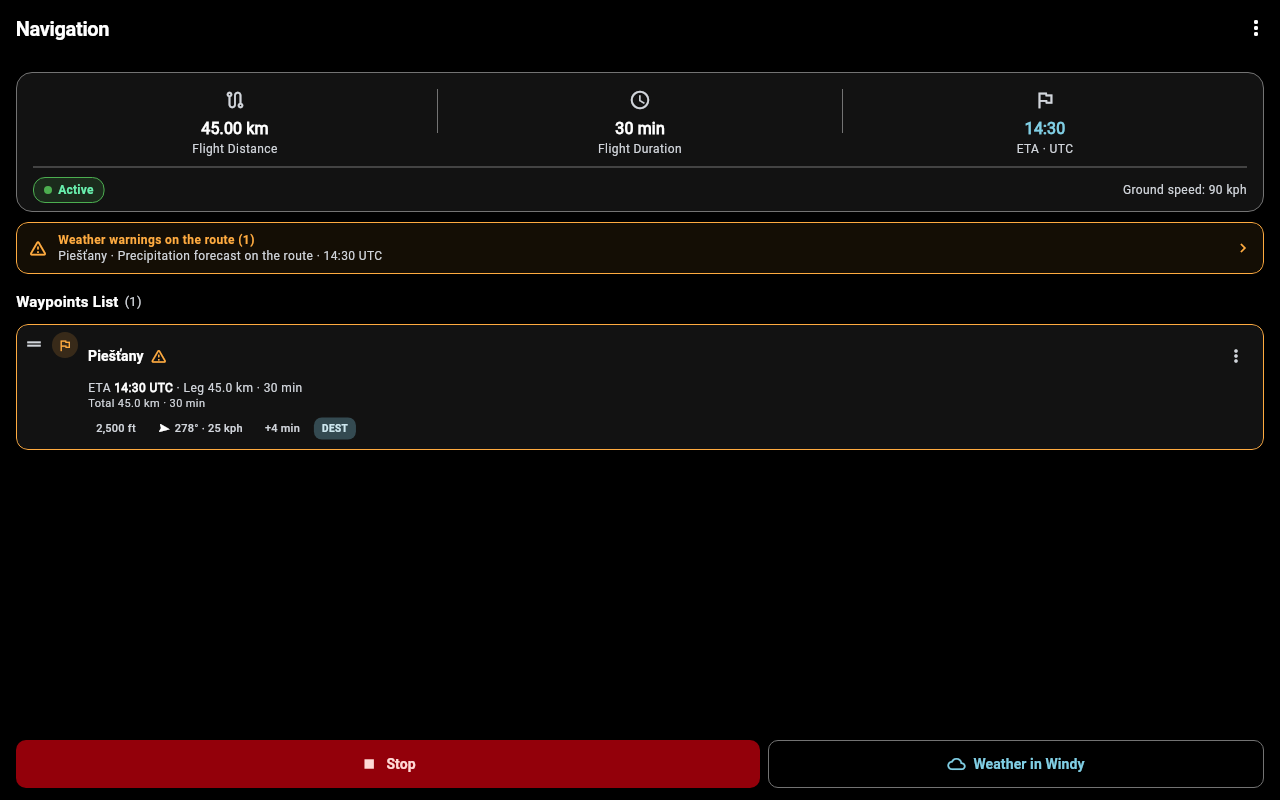 Navigation
45.00 km
Flight Distance
30 min
Flight Duration
14:30
ETA · UTC
Active
Ground speed: 90 kph
Weather warnings on the route (1)
Piešťany · Precipitation forecast on the route · 14:30 UTC
Waypoints List (1)
Piešťany
ETA 14:30 UTC · Leg 45.0 km · 30 min
Total 45.0 km · 30 min
2,500 ft 278° · 25 kph +4 min DEST
Stop
Weather in Windy